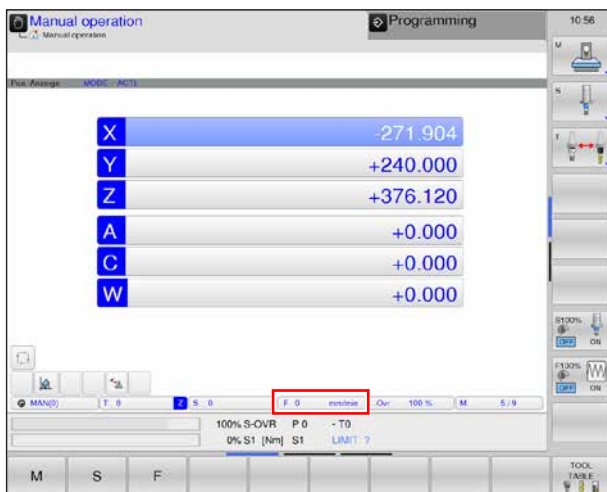 Manual operation
Programming
10:56
Manual operation
Pos. Anzeige MODE: ACTL
M
S
T
X -271.904
Y +240.000
Z +376.120
A +0.000
C +0.000
W +0.000
S100%
OFF ON
F100%
OFF ON
MAN(0) T 0 Z S 0 F 0 mm/min Ovr 100 % M 5/9
100% S-OVR P0 -T0
0% S1 [Nm] S1 LIMIT ?
M S F TOOL TABLE